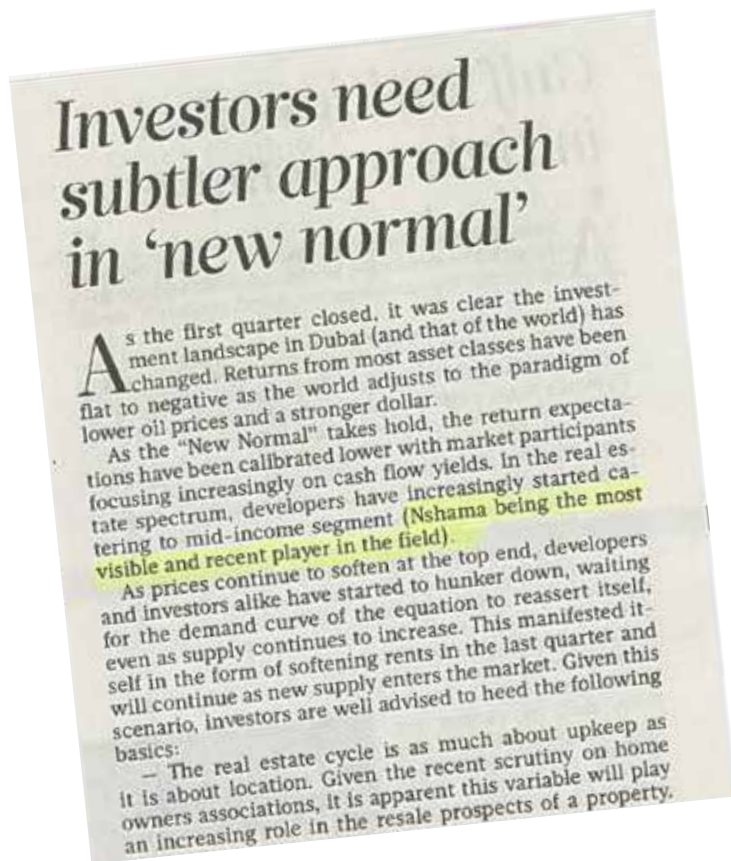 Investors need
subtler approach
in ‘new normal’
As the first quarter closed, it was clear the invest-
ment landscape in Dubai (and that of the world) has
changed. Returns from most asset classes have been
flat to negative as the world adjusts to the paradigm of
lower oil prices and a stronger dollar.
As the "New Normal" takes hold, the return expecta-
tions have been calibrated lower with market participants
focusing increasingly on cash flow yields. In the real es-
tate spectrum, developers have increasingly started ca-
tering to mid-income segment (Nshama being the most
visible and recent player in the field).
As prices continue to soften at the top end, developers
and investors alike have started to hunker down, waiting
for the demand curve of the equation to reassert itself,
even as supply continues to increase. This manifested it-
self in the form of softening rents in the last quarter and
will continue as new supply enters the market. Given this
scenario, investors are well advised to heed the following
basics:
— The real estate cycle is as much about upkeep as
it is about location. Given the recent scrutiny on home
owners associations, it is apparent this variable will play
an increasing role in the resale prospects of a property.